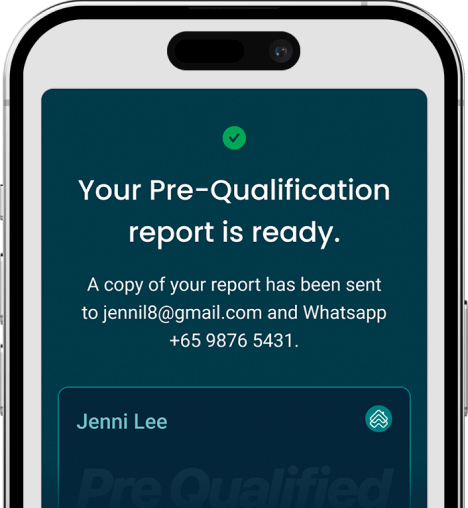 Your Pre-Qualification
report is ready.
A copy of your report has been sent
to jennil8@gmail.com and Whatsapp
+65 9876 5431.
Jenni Lee
Pre Qualified